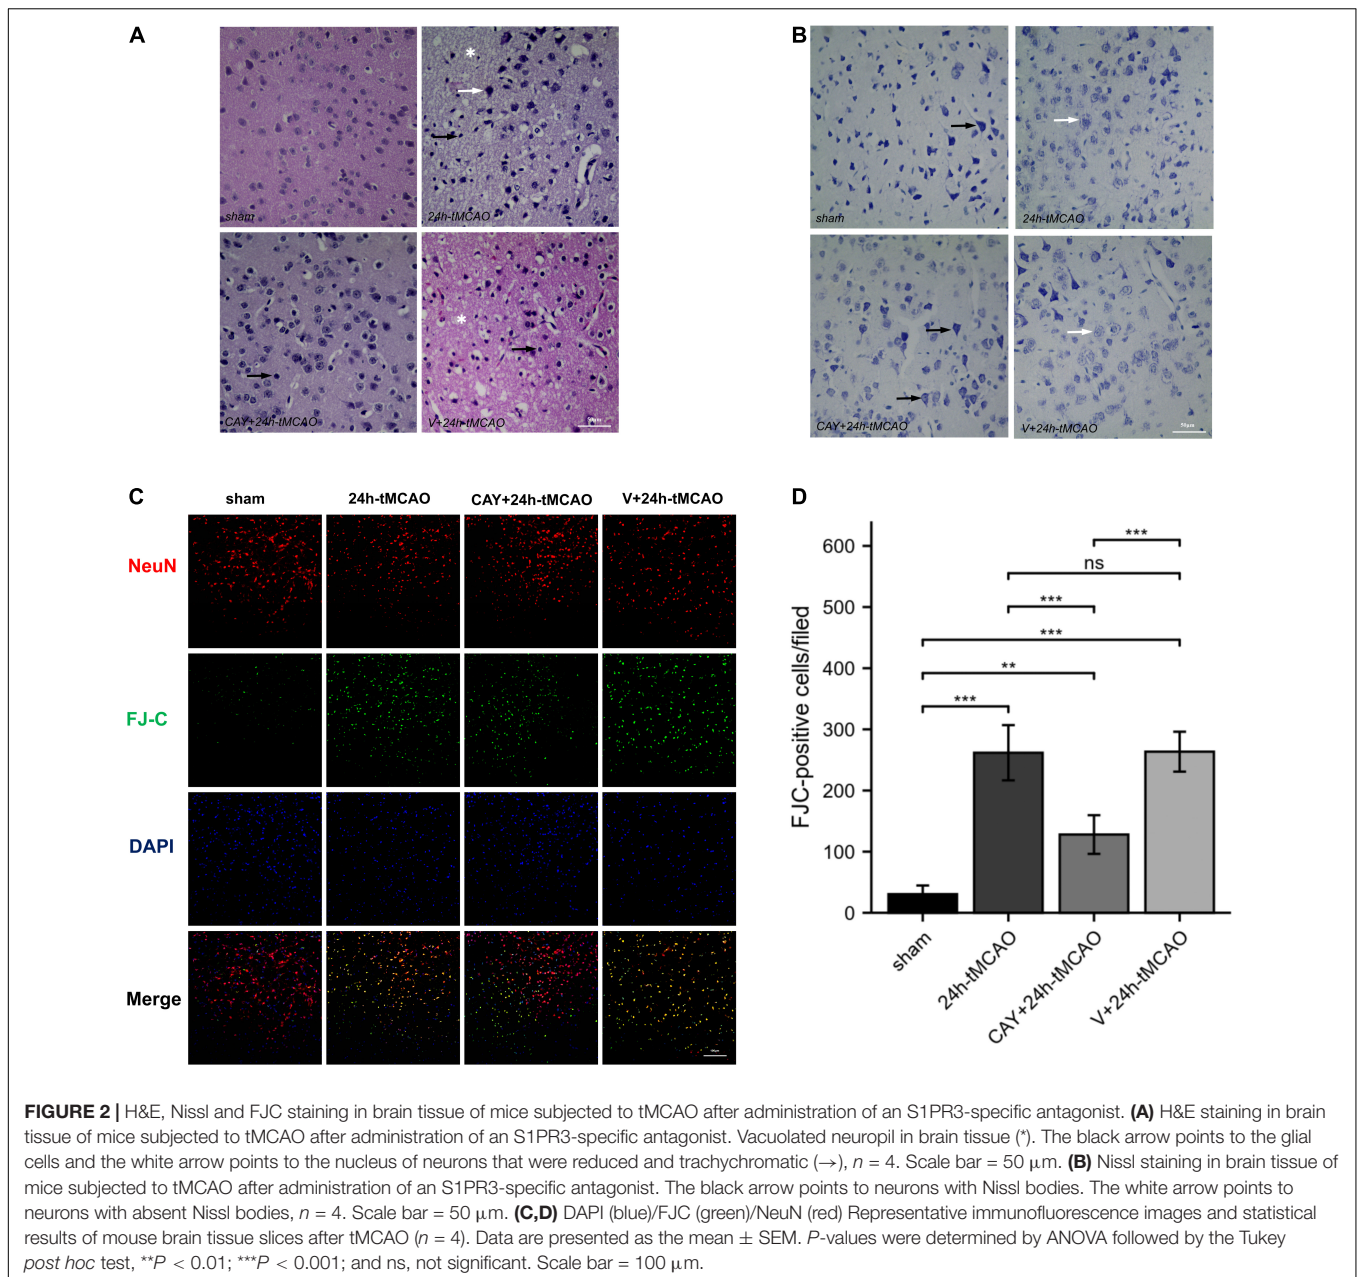 A
sham
*
24h-tMCAO
CAY+24h-tMCAO
*
V+24h-tMCAO
50μm
B
sham
24h-tMCAO
CAY+24h-tMCAO
V+24h-tMCAO
50μm
C
sham 24h-tMCAO CAY+24h-tMCAO V+24h-tMCAO
NeuN
FJ-C
DAPI
Merge
D
FJC-positive cells/filed
600
500
400
300
200
100
0
***
ns
***
***
**
***
sham
24h-tMCAO
CAY+24h-tMCAO
V+24h-tMCAO
FIGURE 2 | H&E, Nissl and FJC staining in brain tissue of mice subjected to tMCAO after administration of an S1PR3-specific antagonist. (A) H&E staining in brain
tissue of mice subjected to tMCAO after administration of an S1PR3-specific antagonist. Vacuolated neuropil in brain tissue (*). The black arrow points to the glial
cells and the white arrow points to the nucleus of neurons that were reduced and trachychromatic (→), n = 4. Scale bar = 50 μm. (B) Nissl staining in brain tissue of
mice subjected to tMCAO after administration of an S1PR3-specific antagonist. The black arrow points to neurons with Nissl bodies. The white arrow points to
neurons with absent Nissl bodies, n = 4. Scale bar = 50 μm. (C,D) DAPI (blue)/FJC (green)/NeuN (red) Representative immunofluorescence images and statistical
results of mouse brain tissue slices after tMCAO (n = 4). Data are presented as the mean ± SEM. P-values were determined by ANOVA followed by the Tukey
post hoc test, **P < 0.01; ***P < 0.001; and ns, not significant. Scale bar = 100 μm.